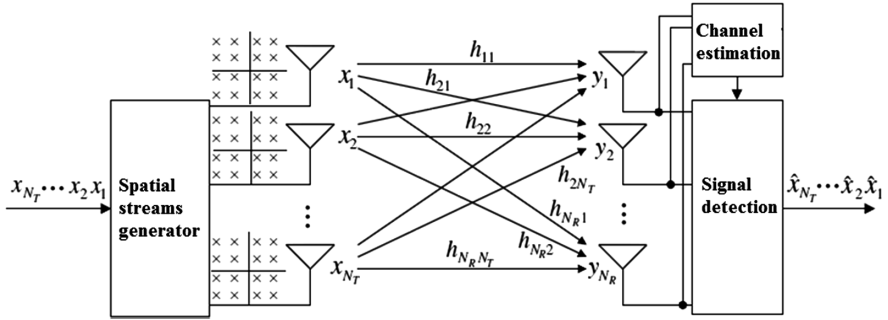 x_{N_T} ⋯ x_2 x_1
Spatial
streams
generator
x_1
x_2
⋮
x_{N_T}
h_{11}
h_{21}
h_{22}
h_{2N_T}
h_{N_R1}
h_{N_R2}
h_{N_RN_T}
y_1
y_2
⋮
y_{N_R}
Channel
estimation
Signal
detection
x̂_{N_T} ⋯ x̂_2 x̂_1